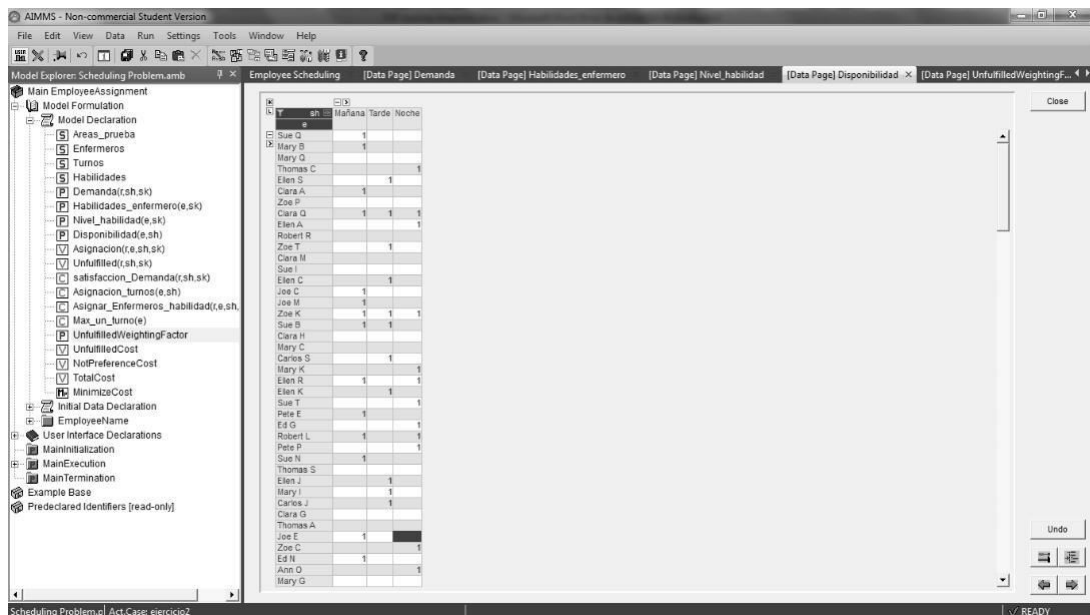 AIMMS - Non-commercial Student Version
File Edit View Data Run Settings Tools Window Help
Model Explorer: Scheduling Problem.amb
Employee Scheduling [Data Page] Demanda [Data Page] Habilidades_enfermero [Data Page] Nivel_habilidad [Data Page] Disponibilidad [Data Page] UnfulfilledWeightingF...
Main EmployeeAssignment
Model Formulation
Model Declaration
S Areas_prueba
S Enfermeros
S Turnos
S Habilidades
P Demanda(r,sh,sk)
P Habilidades_enfermero(e,sk)
P Nivel_habilidad(e,sk)
P Disponibilidad(e,sh)
V Asignacion(r,e,sh,sk)
V Unfulfilled(r,sh,sk)
C satisfaccion_Demanda(r,sh,sk)
C Asignacion_turnos(e,sh)
C Asignar_Enfermeros_habilidad(r,e,sh,
C Max_un_turno(e)
P UnfulfilledWeightingFactor
V UnfulfilledCost
V NotPreferenceCost
V TotalCost
MinimizeCost
Initial Data Declaration
EmployeeName
User Interface Declarations
MainInitialization
MainExecution
MainTermination
Example Base
Predeclared Identifiers [read-only]
sh Mañana Tarde Noche
e
Sue Q 1
Mary B 1
Mary Q
Thomas C 1
Ellen S 1
Clara A 1
Zoe P
Clara Q 1 1 1
Ellen A 1
Robert R
Zoe T 1
Clara M
Sue I
Ellen C 1
Joe C 1
Joe M 1
Zoe K 1 1 1
Sue B 1 1
Clara H
Mary C
Carlos S 1
Mary K 1
Ellen R 1 1
Ellen K 1
Sue T 1
Pete E 1
Ed G 1
Robert L 1 1
Pete P 1
Sue N 1
Thomas S
Ellen J 1
Mary I 1
Carlos J 1
Clara G
Thomas A
Joe E 1
Zoe C 1
Ed N 1
Ann O 1
Mary G
Close
Undo
Scheduling Problem.p Act.Case: ejercicio2
READY